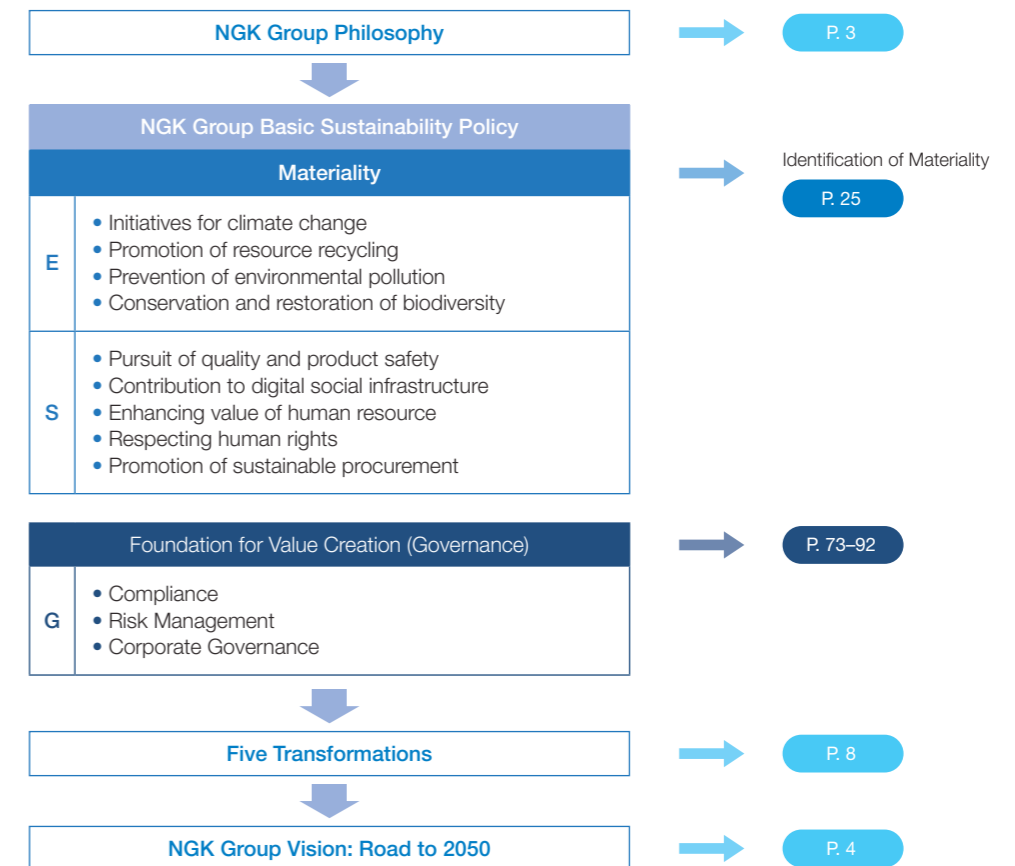 NGK Group Philosophy
P. 3
NGK Group Basic Sustainability Policy
Materiality
Identification of Materiality
P. 25
E
• Initiatives for climate change
• Promotion of resource recycling
• Prevention of environmental pollution
• Conservation and restoration of biodiversity
S
• Pursuit of quality and product safety
• Contribution to digital social infrastructure
• Enhancing value of human resource
• Respecting human rights
• Promotion of sustainable procurement
Foundation for Value Creation (Governance)
P. 73–92
G
• Compliance
• Risk Management
• Corporate Governance
Five Transformations
P. 8
NGK Group Vision: Road to 2050
P. 4